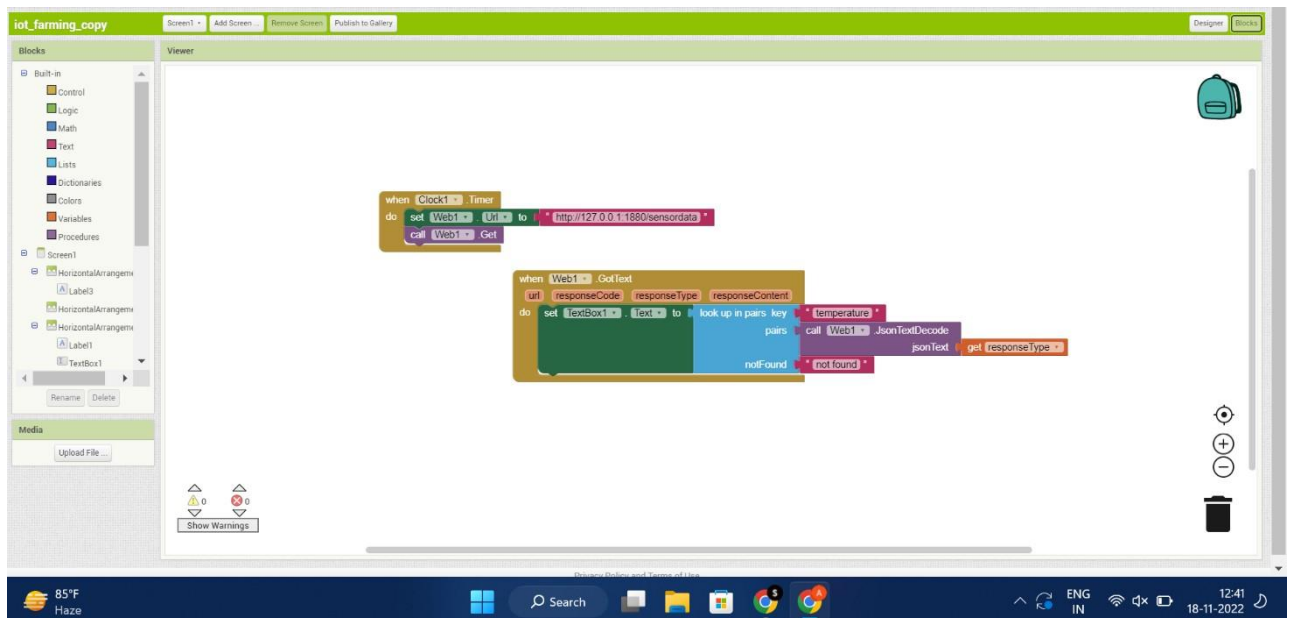 iot_farming_copy Screen1 Add Screen ... Remove Screen Publish to Gallery Designer Blocks
Blocks
Viewer
Built-in
Control
Logic
Math
Text
Lists
Dictionaries
Colors
Variables
Procedures
Screen1
HorizontalArrangeme
Label3
HorizontalArrangeme
HorizontalArrangeme
Label1
TextBox1
Rename Delete
Media
Upload File ...
when Clock1 .Timer
do set Web1 . Url to " http://127.0.0.1:1880/sensordata "
call Web1 .Get
when Web1 .GotText
url responseCode responseType responseContent
do set TextBox1 . Text to look up in pairs key " temperature "
pairs call Web1 .JsonTextDecode
jsonText get responseType
notFound " not found "
0 0
Show Warnings
Privacy Policy and Terms of Use
85°F
Haze
Search
ENG
IN
12:41
18-11-2022